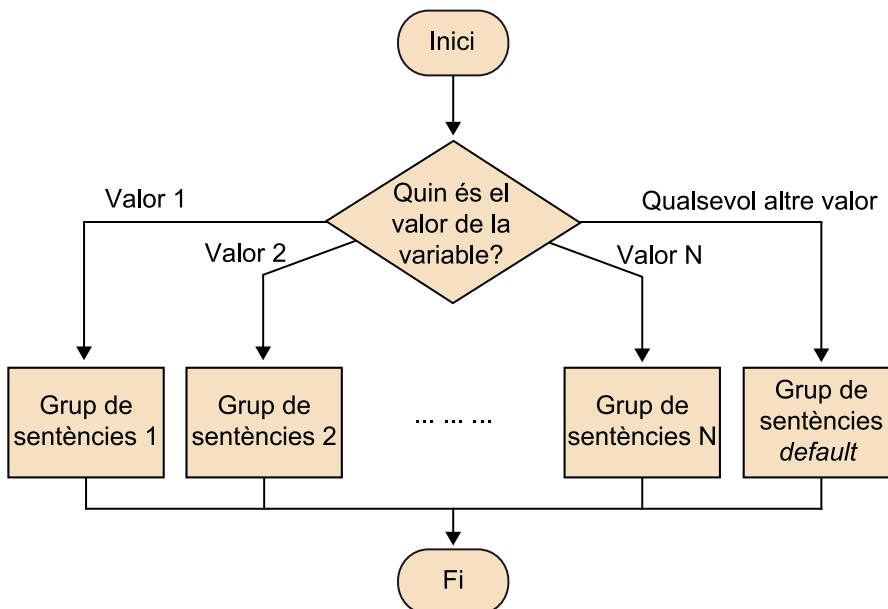 Inici
Quin és el
valor de la
variable?
Valor 1
Valor 2
Valor N
Qualsevol altre valor
Grup de
sentències 1
Grup de
sentències 2
... ... ...
Grup de
sentències N
Grup de
sentències
default
Fi